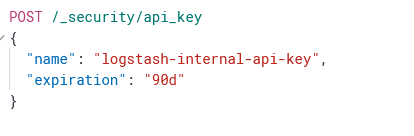 POST /_security/api_key
{
  "name": "logstash-internal-api-key",
  "expiration": "90d"
}